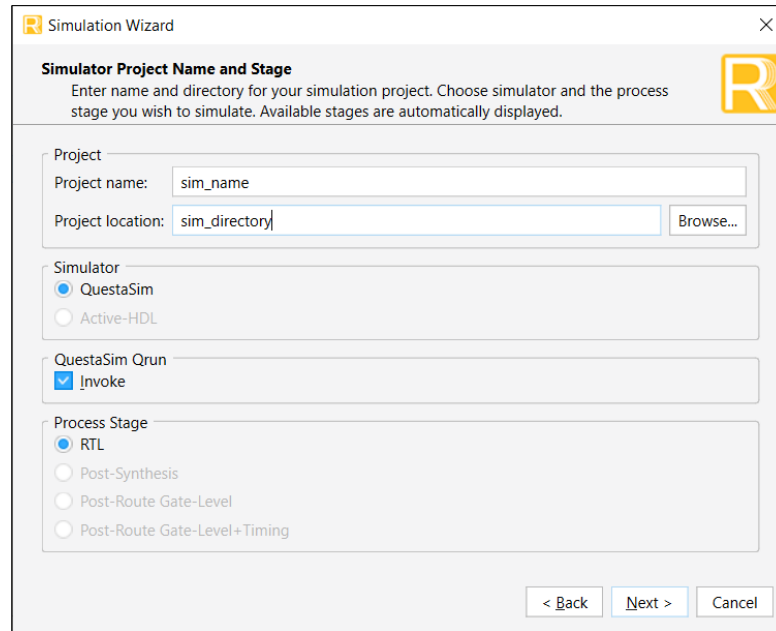 Simulation Wizard
Simulator Project Name and Stage
Enter name and directory for your simulation project. Choose simulator and the process
stage you wish to simulate. Available stages are automatically displayed.
Project
Project name: sim_name
Project location: sim_directory Browse...
Simulator
QuestaSim
Active-HDL
QuestaSim Qrun
Invoke
Process Stage
RTL
Post-Synthesis
Post-Route Gate-Level
Post-Route Gate-Level+Timing
< Back Next > Cancel